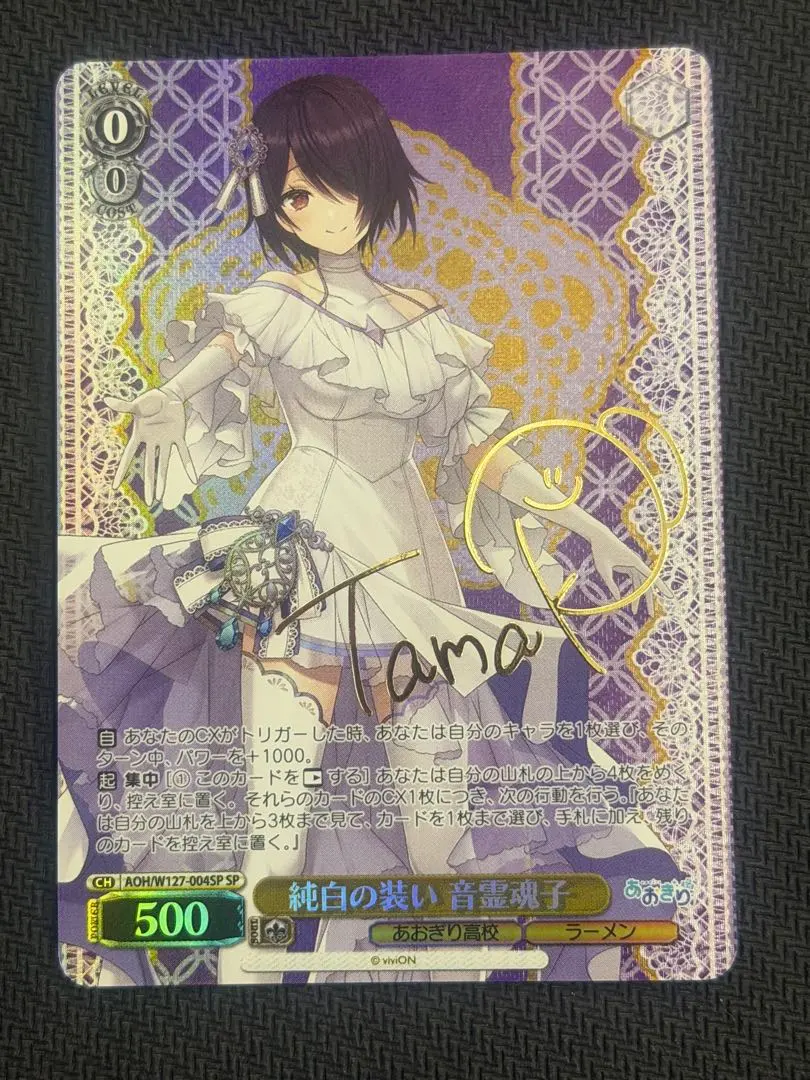 LEVEL
0
0
COST
TamaP
自 あなたのCXがトリガーした時、あなたは自分のキャラを1枚選び、その
ターン中、パワーを+1000。
起 集中 [① このカードをする] あなたは自分の山札の上から4枚をめく
り、控え室に置く。それらのカードのCX1枚につき、次の行動を行う。『あなた
は自分の山札を上から3枚まで見て、カードを1枚まで選び、手札に加え、残り
のカードを控え室に置く。』
CH AOH/W127-004SP SP
純白の装い 音霊魂子
あおぎり
POWER
500
SOUL
あおぎり高校
ラーメン
© viviON